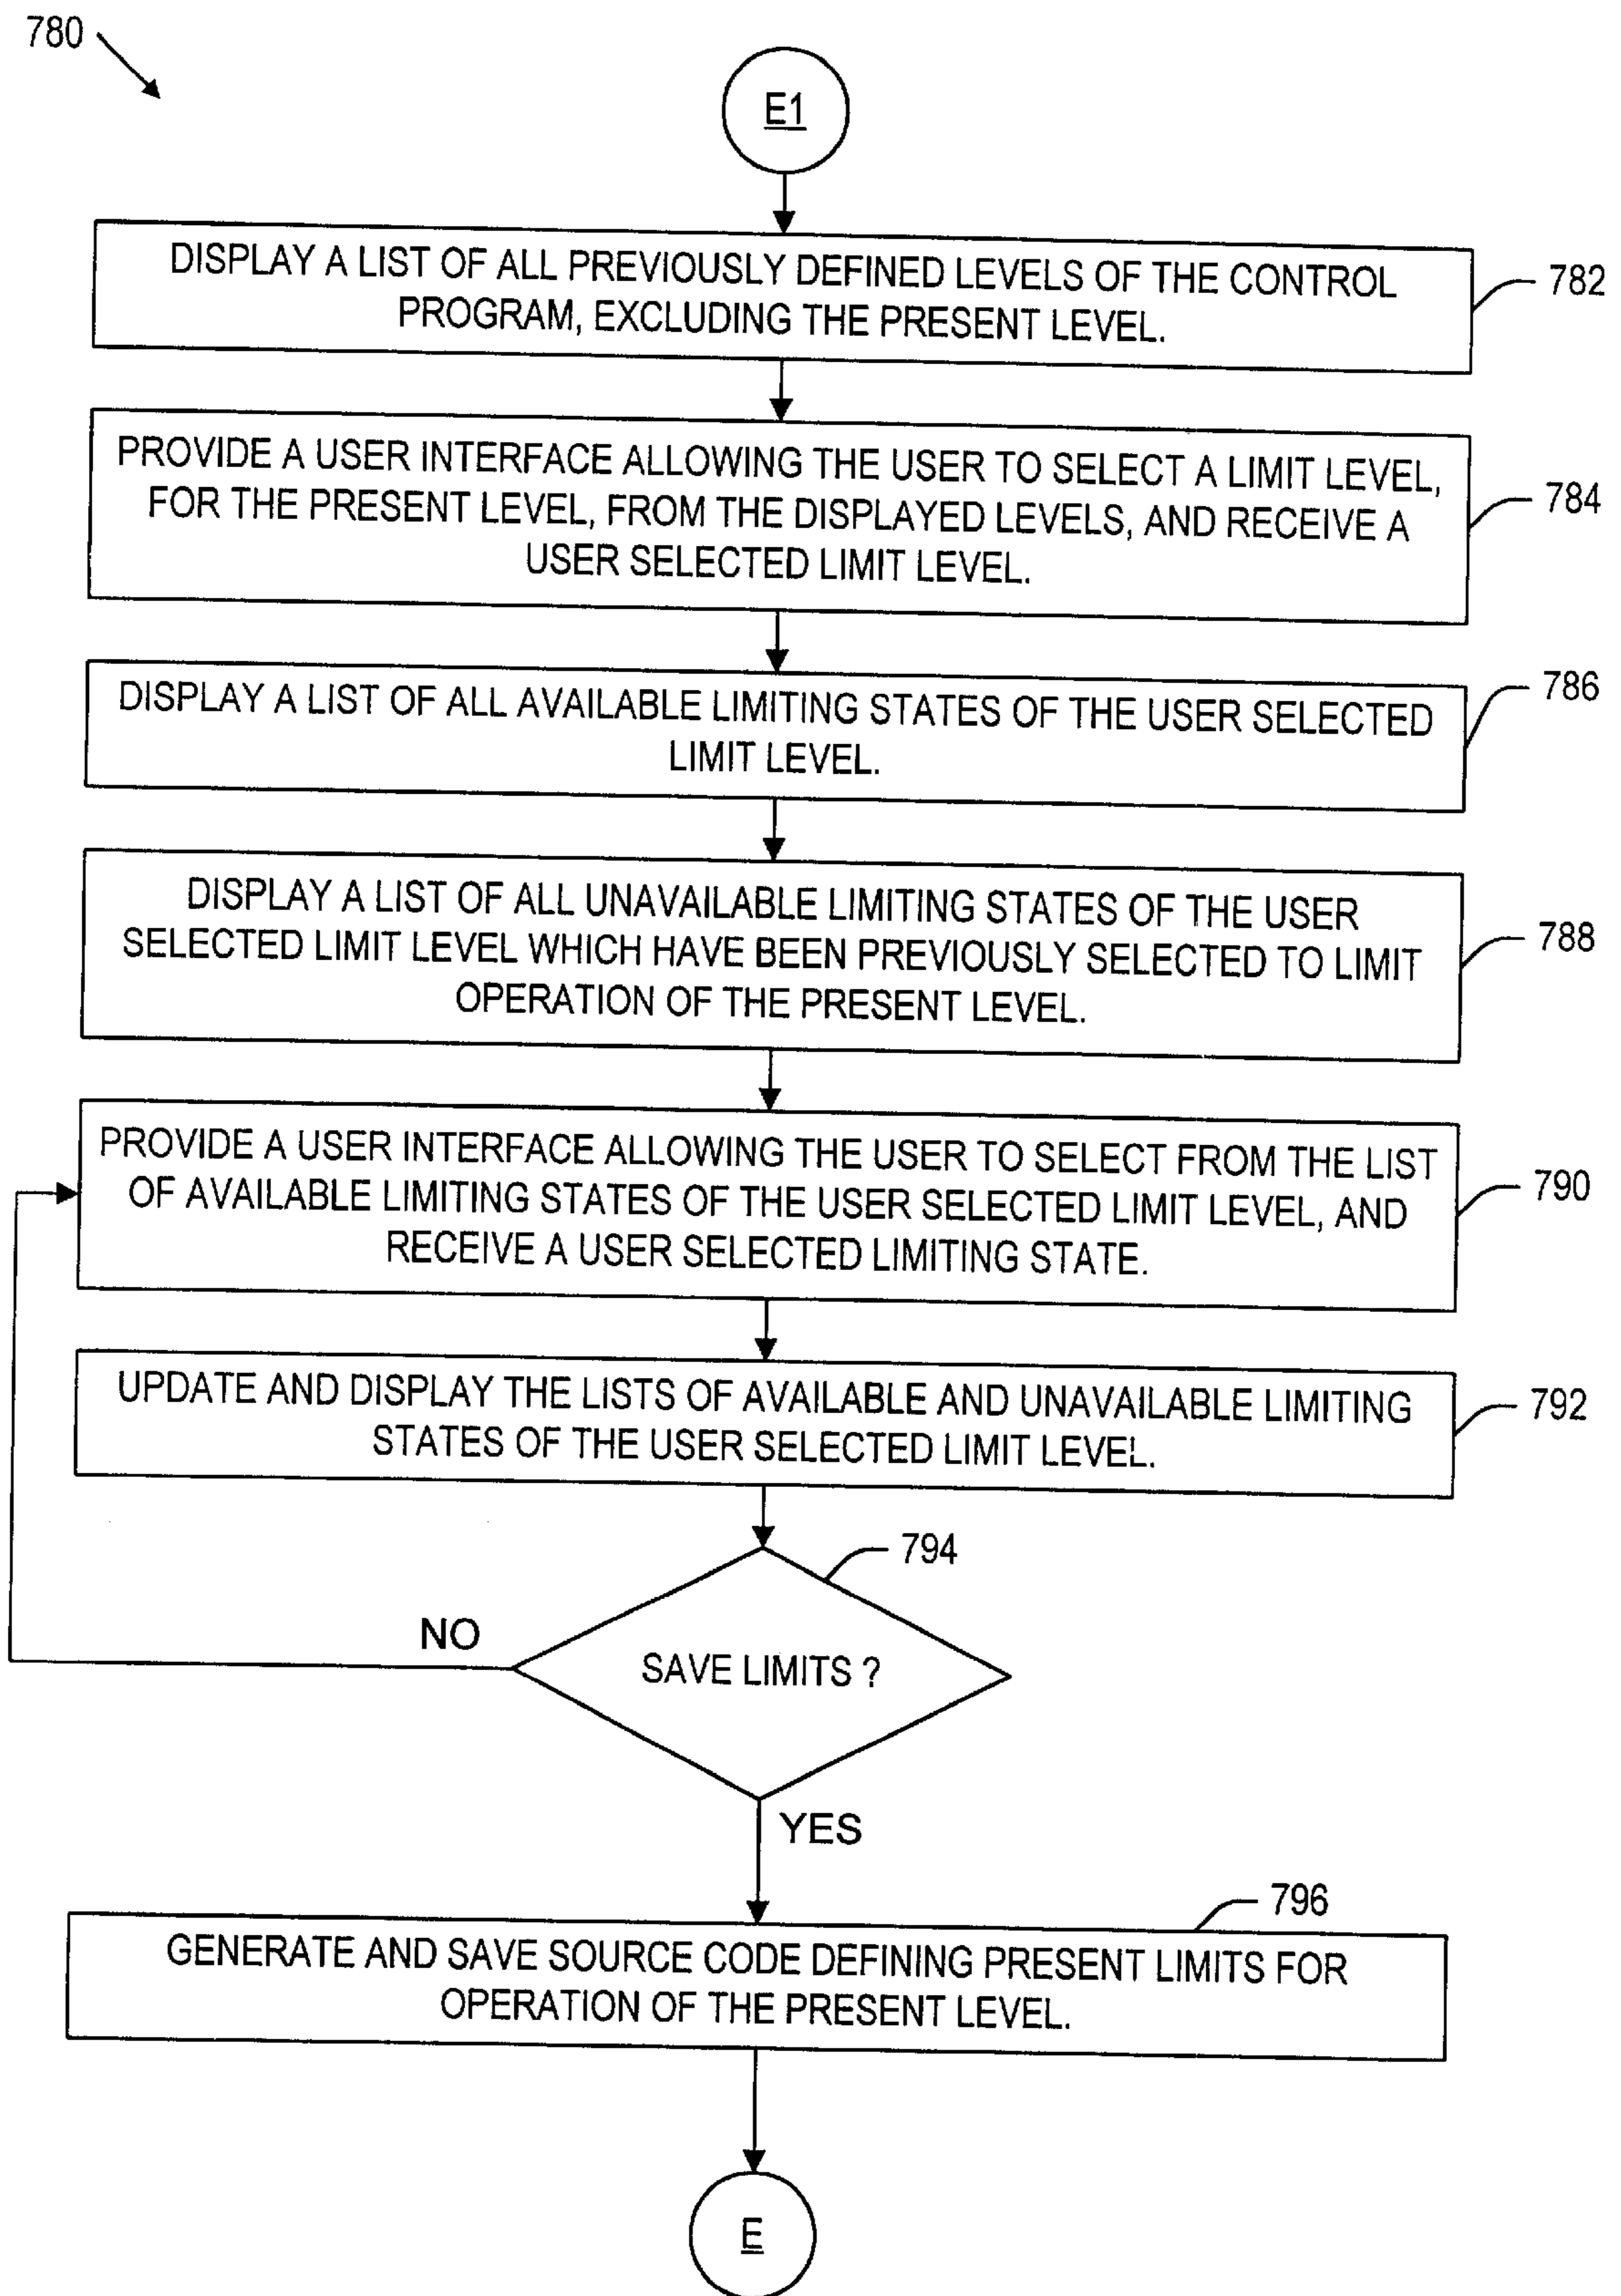 780
E1
DISPLAY A LIST OF ALL PREVIOUSLY DEFINED LEVELS OF THE CONTROL
PROGRAM, EXCLUDING THE PRESENT LEVEL.
782
PROVIDE A USER INTERFACE ALLOWING THE USER TO SELECT A LIMIT LEVEL,
FOR THE PRESENT LEVEL, FROM THE DISPLAYED LEVELS, AND RECEIVE A
USER SELECTED LIMIT LEVEL.
784
DISPLAY A LIST OF ALL AVAILABLE LIMITING STATES OF THE USER SELECTED
LIMIT LEVEL.
786
DISPLAY A LIST OF ALL UNAVAILABLE LIMITING STATES OF THE USER
SELECTED LIMIT LEVEL WHICH HAVE BEEN PREVIOUSLY SELECTED TO LIMIT
OPERATION OF THE PRESENT LEVEL.
788
PROVIDE A USER INTERFACE ALLOWING THE USER TO SELECT FROM THE LIST
OF AVAILABLE LIMITING STATES OF THE USER SELECTED LIMIT LEVEL, AND
RECEIVE A USER SELECTED LIMITING STATE.
790
UPDATE AND DISPLAY THE LISTS OF AVAILABLE AND UNAVAILABLE LIMITING
STATES OF THE USER SELECTED LIMIT LEVEL.
792
794
NO
SAVE LIMITS ?
YES
796
GENERATE AND SAVE SOURCE CODE DEFINING PRESENT LIMITS FOR
OPERATION OF THE PRESENT LEVEL.
E